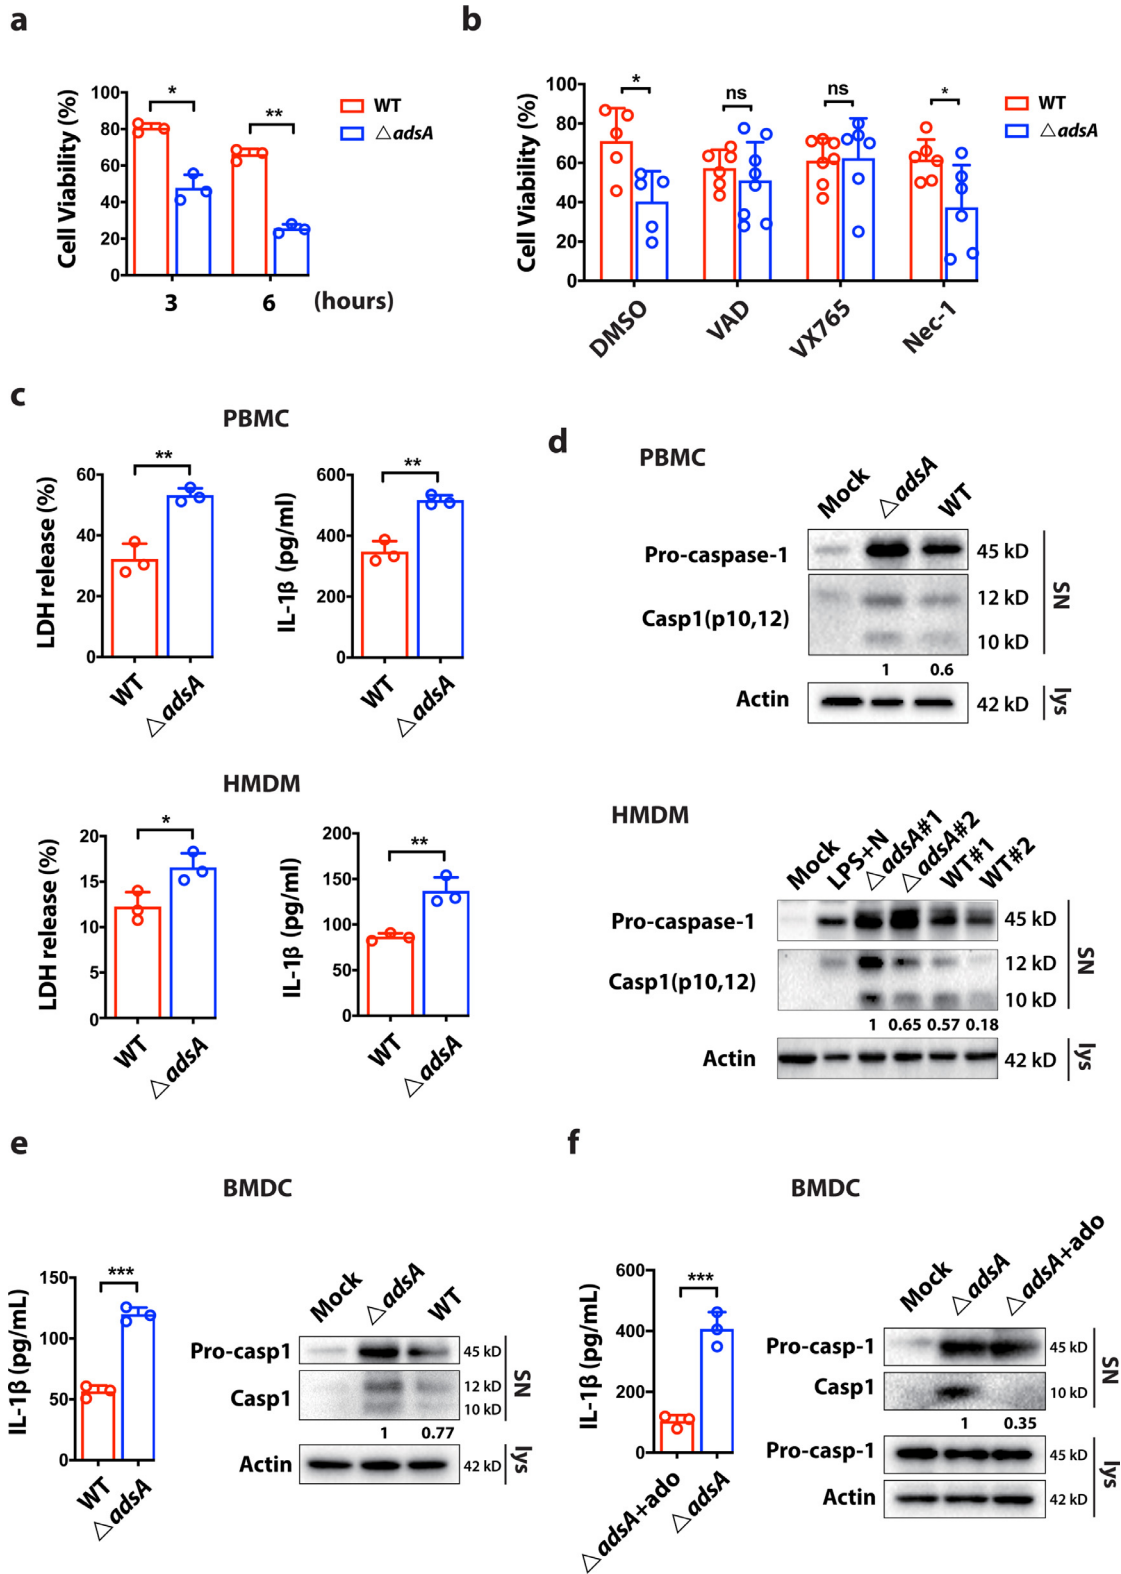 a
Cell Viability (%)
100
80
60
40
20
0
*
**
3
6
(hours)
WT
△adsA
b
Cell Viability (%)
100
80
60
40
20
0
*
ns
ns
*
DMSO
VAD
VX765
Nec-1
WT
△adsA
c
PBMC
LDH release (%)
60
40
20
0
**
WT
△adsA
IL-1β (pg/ml)
600
400
200
0
**
WT
△adsA
HMDM
LDH release (%)
20
15
10
5
0
*
WT
△adsA
IL-1β (pg/ml)
200
150
100
50
0
**
WT
△adsA
d
PBMC
Mock
△adsA
WT
Pro-caspase-1
45 kD
Casp1(p10,12)
12 kD
10 kD
SN
1 0.6
Actin
42 kD
lys
HMDM
Mock
LPS+N
△adsA#1
△adsA#2
WT#1
WT#2
Pro-caspase-1
45 kD
Casp1(p10,12)
12 kD
10 kD
SN
1 0.65 0.57 0.18
Actin
42 kD
lys
e
BMDC
IL-1β (pg/mL)
150
100
50
0
***
WT
△adsA
Mock
△adsA
WT
Pro-casp1
45 kD
Casp1
12 kD
10 kD
SN
1 0.77
Actin
42 kD
lys
f
BMDC
IL-1β (pg/mL)
600
400
200
0
***
△adsA+ado
△adsA
Mock
△adsA
△adsA+ado
Pro-casp-1
45 kD
Casp1
10 kD
SN
1 0.35
Pro-casp-1
45 kD
Actin
42 kD
lys